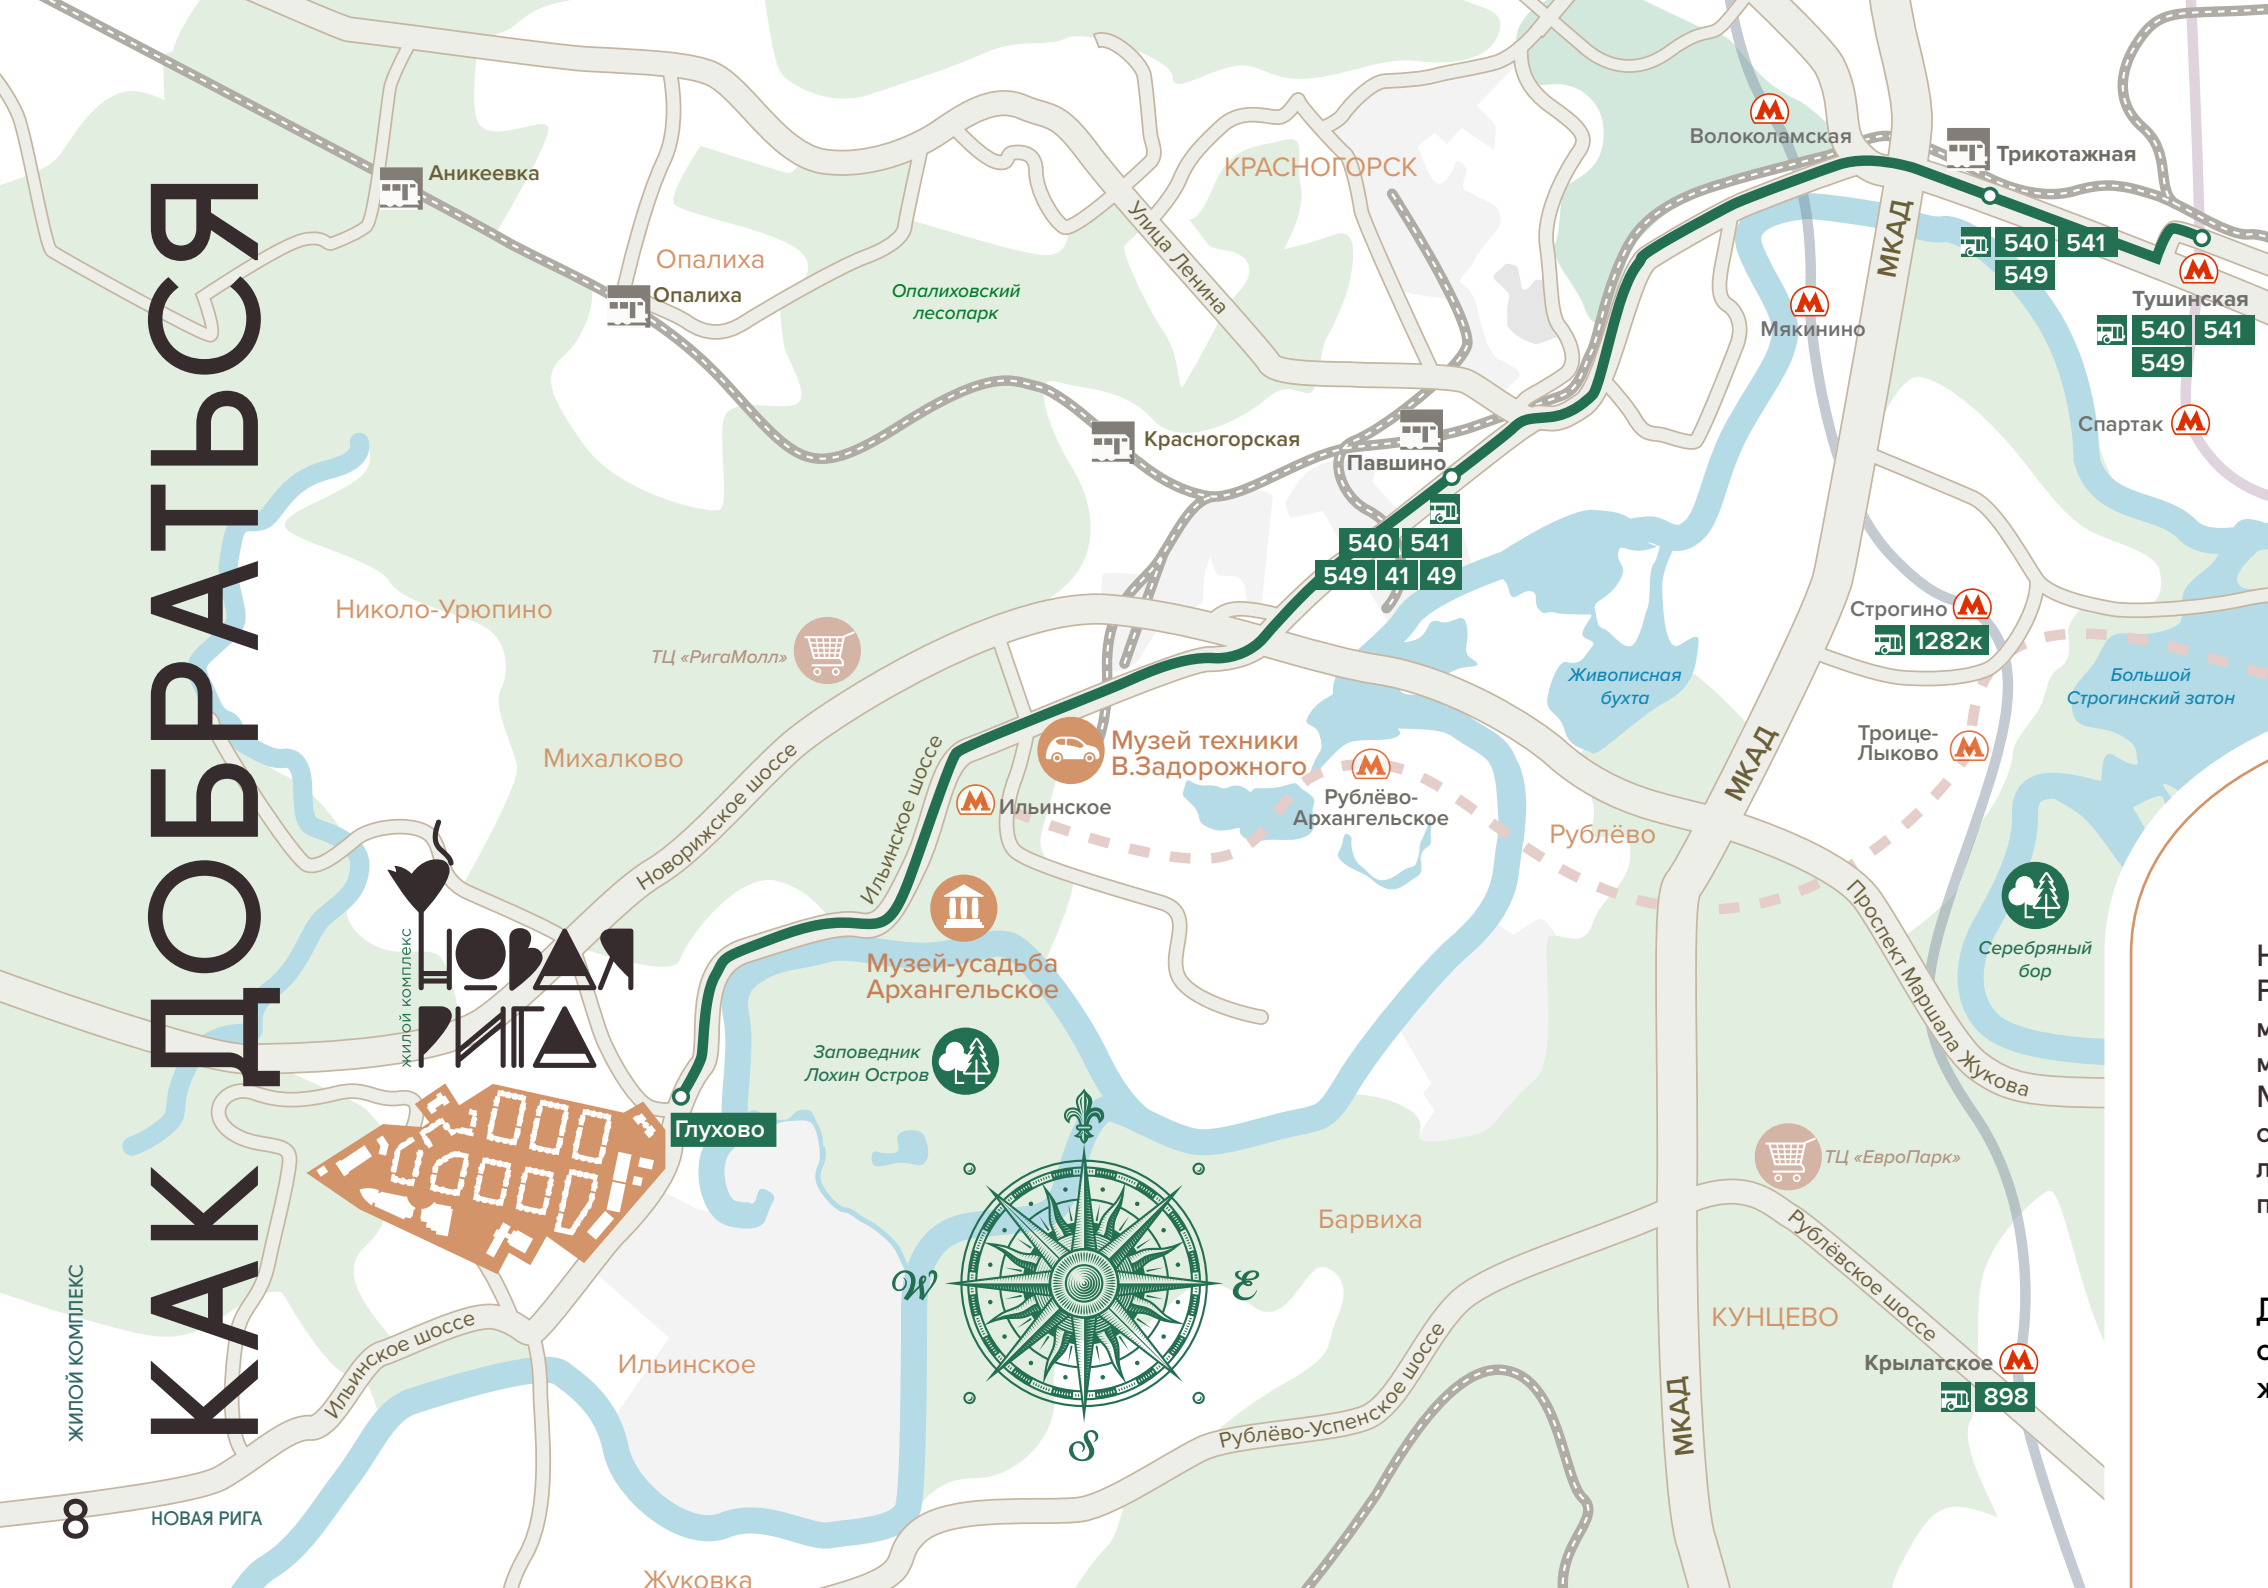 КАК ДОБРАТЬСЯ
ЖИЛОЙ КОМПЛЕКС
8
НОВАЯ РИГА
Аникеевка
Опалиха
Опалиха
Опалиховский
лесопарк
КРАСНОГОРСК
Улица Ленина
Волоколамская
Трикотажная
МКАД
540 541
549
Мякинино
Тушинская
540 541
549
Спартак
Красногорская
Павшино
540 541
549 41 49
Николо-Урюпино
ТЦ «РигаМолл»
Михалково
Новорижское шоссе
Ильинское шоссе
Музей техники
В.Задорожного
Ильинское
Рублёво-
Архангельское
Живописная
бухта
Строгино
1282к
Большой
Строгинский затон
Троице-
Лыково
МКАД
Рублёво
Проспект Маршала Жукова
Серебряный
бор
жилой комплекс
НОВАЯ
РИГА
Музей-усадьба
Архангельское
Заповедник
Лохин Остров
Глухово
W
E
S
Барвиха
ТЦ «ЕвроПарк»
Рублёвское шоссе
КУНЦЕВО
Крылатское
898
МКАД
Ильинское шоссе
Ильинское
Рублёво-Успенское шоссе
Жуковка